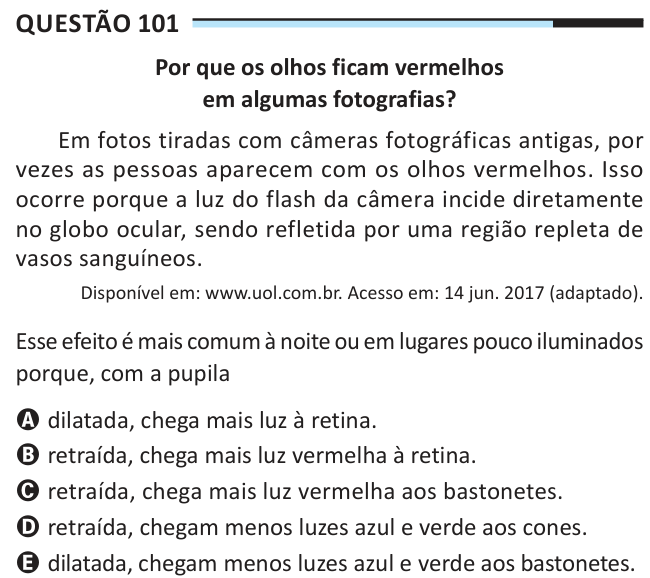 QUESTÃO 101
Por que os olhos ficam vermelhos
em algumas fotografias?
Em fotos tiradas com câmeras fotográficas antigas, por
vezes as pessoas aparecem com os olhos vermelhos. Isso
ocorre porque a luz do flash da câmera incide diretamente
no globo ocular, sendo refletida por uma região repleta de
vasos sanguíneos.
Disponível em: www.uol.com.br. Acesso em: 14 jun. 2017 (adaptado).
Esse efeito é mais comum à noite ou em lugares pouco iluminados
porque, com a pupila
A dilatada, chega mais luz à retina.
B retraída, chega mais luz vermelha à retina.
C retraída, chega mais luz vermelha aos bastonetes.
D retraída, chegam menos luzes azul e verde aos cones.
E dilatada, chegam menos luzes azul e verde aos bastonetes.